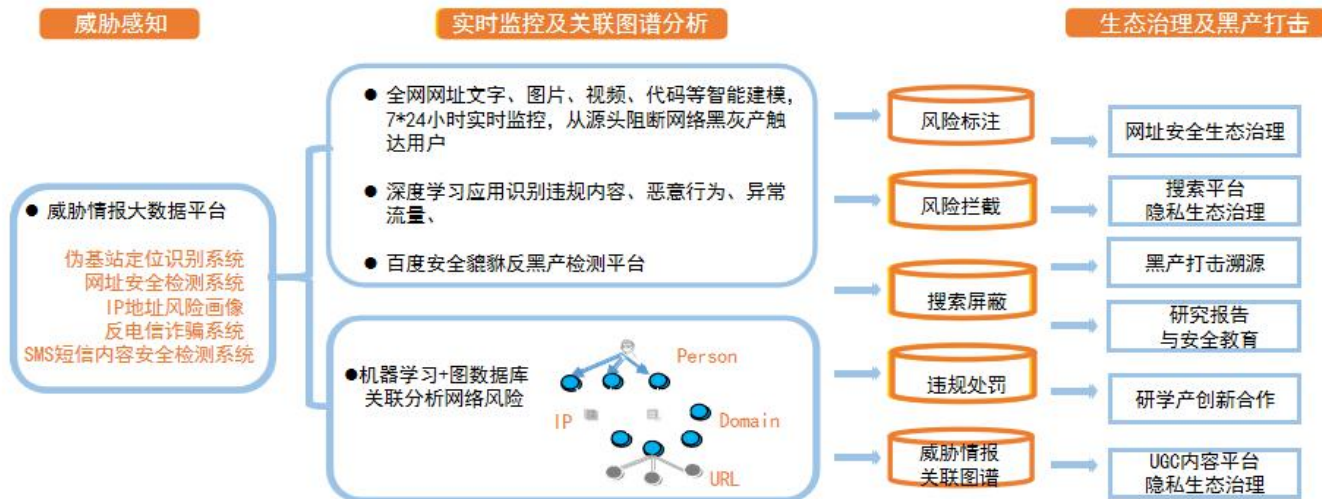 威胁感知
实时监控及关联图谱分析
生态治理及黑产打击
● 威胁情报大数据平台
伪基站定位识别系统
网址安全检测系统
IP地址风险画像
反电信诈骗系统
SMS短信内容安全检测系统
● 全网网址文字、图片、视频、代码等智能建模，
7*24小时实时监控，从源头阻断网络黑灰产触
达用户
● 深度学习应用识别违规内容、恶意行为、异常
流量、
● 百度安全貔貅反黑产检测平台
●机器学习+图数据库
关联分析网络风险
Person
IP
Domain
URL
风险标注
风险拦截
搜索屏蔽
违规处罚
威胁情报
关联图谱
网址安全生态治理
搜索平台
隐私生态治理
黑产打击溯源
研究报告
与安全教育
研学产创新合作
UGC内容平台
隐私生态治理